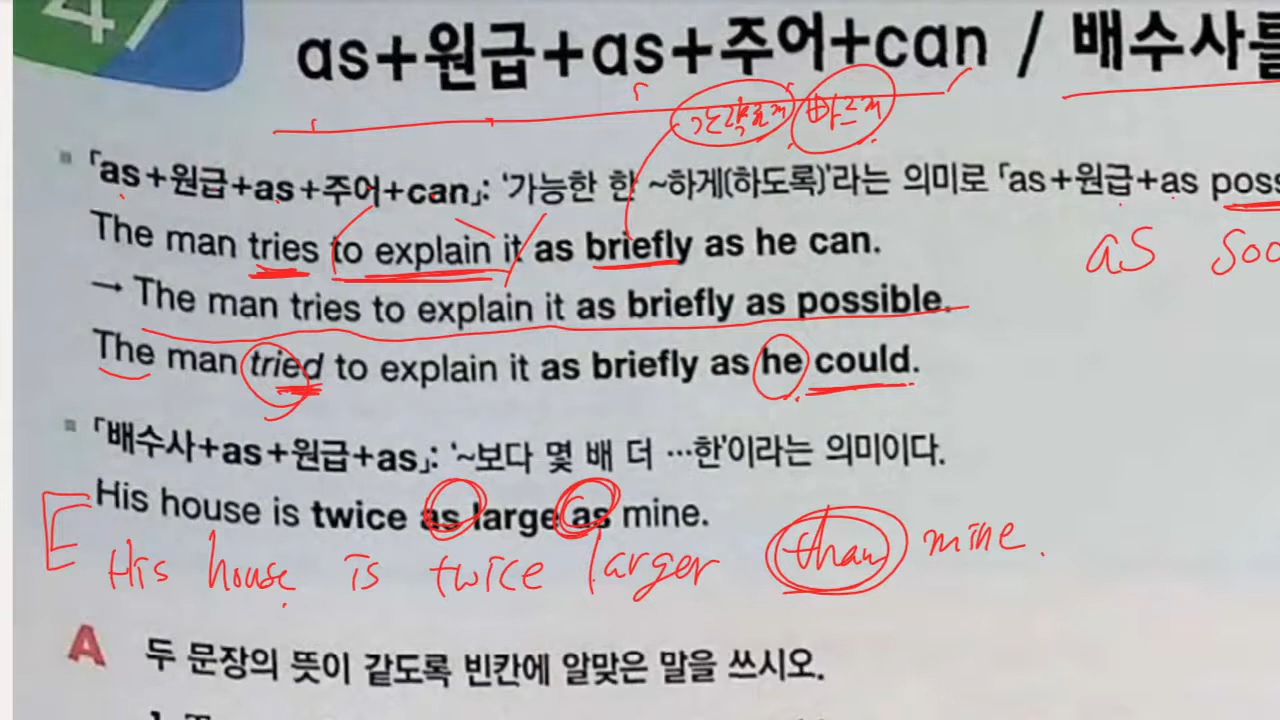 47
as+원급+as+주어+can / 배수사를
간략하게 빠르게
「as+원급+as+주어+can」: '가능한 한 ~하게(하도록)'라는 의미로 「as+원급+as poss
The man tries to explain it as briefly as he can.
as soo
→ The man tries to explain it as briefly as possible.
The man tried to explain it as briefly as he could.
「배수사+as+원급+as」: '~보다 몇 배 더 …한'이라는 의미이다.
His house is twice as large as mine.
His house is twice larger than mine.
A 두 문장의 뜻이 같도록 빈칸에 알맞은 말을 쓰시오.